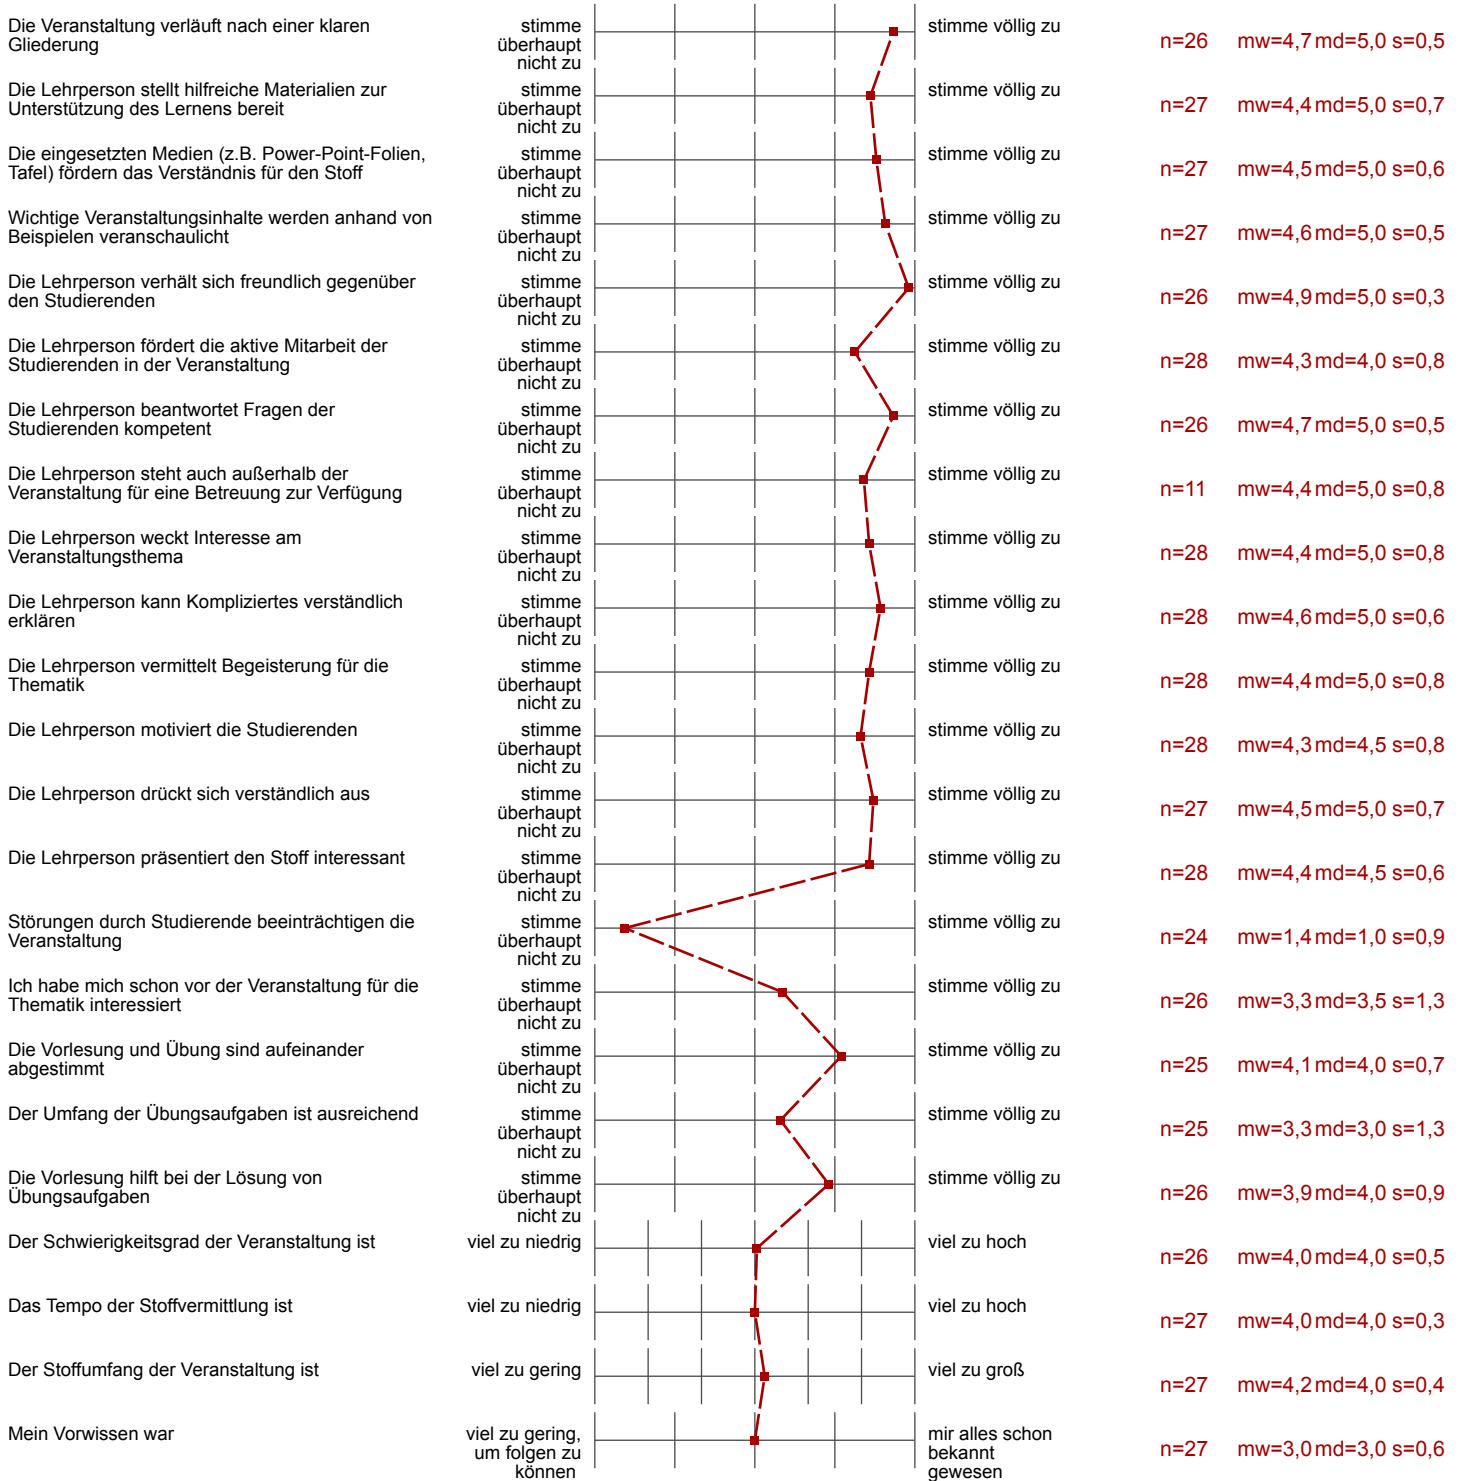 Die Veranstaltung verläuft nach einer klaren
Gliederung
stimme
überhaupt
nicht zu
stimme völlig zu
n=26 mw=4,7 md=5,0 s=0,5
Die Lehrperson stellt hilfreiche Materialien zur
Unterstützung des Lernens bereit
stimme
überhaupt
nicht zu
stimme völlig zu
n=27 mw=4,4 md=5,0 s=0,7
Die eingesetzten Medien (z.B. Power-Point-Folien,
Tafel) fördern das Verständnis für den Stoff
stimme
überhaupt
nicht zu
stimme völlig zu
n=27 mw=4,5 md=5,0 s=0,6
Wichtige Veranstaltungsinhalte werden anhand von
Beispielen veranschaulicht
stimme
überhaupt
nicht zu
stimme völlig zu
n=27 mw=4,6 md=5,0 s=0,5
Die Lehrperson verhält sich freundlich gegenüber
den Studierenden
stimme
überhaupt
nicht zu
stimme völlig zu
n=26 mw=4,9 md=5,0 s=0,3
Die Lehrperson fördert die aktive Mitarbeit der
Studierenden in der Veranstaltung
stimme
überhaupt
nicht zu
stimme völlig zu
n=28 mw=4,3 md=4,0 s=0,8
Die Lehrperson beantwortet Fragen der
Studierenden kompetent
stimme
überhaupt
nicht zu
stimme völlig zu
n=26 mw=4,7 md=5,0 s=0,5
Die Lehrperson steht auch außerhalb der
Veranstaltung für eine Betreuung zur Verfügung
stimme
überhaupt
nicht zu
stimme völlig zu
n=11 mw=4,4 md=5,0 s=0,8
Die Lehrperson weckt Interesse am
Veranstaltungsthema
stimme
überhaupt
nicht zu
stimme völlig zu
n=28 mw=4,4 md=5,0 s=0,8
Die Lehrperson kann Kompliziertes verständlich
erklären
stimme
überhaupt
nicht zu
stimme völlig zu
n=28 mw=4,6 md=5,0 s=0,6
Die Lehrperson vermittelt Begeisterung für die
Thematik
stimme
überhaupt
nicht zu
stimme völlig zu
n=28 mw=4,4 md=5,0 s=0,8
Die Lehrperson motiviert die Studierenden
stimme
überhaupt
nicht zu
stimme völlig zu
n=28 mw=4,3 md=4,5 s=0,8
Die Lehrperson drückt sich verständlich aus
stimme
überhaupt
nicht zu
stimme völlig zu
n=27 mw=4,5 md=5,0 s=0,7
Die Lehrperson präsentiert den Stoff interessant
stimme
überhaupt
nicht zu
stimme völlig zu
n=28 mw=4,4 md=4,5 s=0,6
Störungen durch Studierende beeinträchtigen die
Veranstaltung
stimme
überhaupt
nicht zu
stimme völlig zu
n=24 mw=1,4 md=1,0 s=0,9
Ich habe mich schon vor der Veranstaltung für die
Thematik interessiert
stimme
überhaupt
nicht zu
stimme völlig zu
n=26 mw=3,3 md=3,5 s=1,3
Die Vorlesung und Übung sind aufeinander
abgestimmt
stimme
überhaupt
nicht zu
stimme völlig zu
n=25 mw=4,1 md=4,0 s=0,7
Der Umfang der Übungsaufgaben ist ausreichend
stimme
überhaupt
nicht zu
stimme völlig zu
n=25 mw=3,3 md=3,0 s=1,3
Die Vorlesung hilft bei der Lösung von
Übungsaufgaben
stimme
überhaupt
nicht zu
stimme völlig zu
n=26 mw=3,9 md=4,0 s=0,9
Der Schwierigkeitsgrad der Veranstaltung ist
viel zu niedrig
viel zu hoch
n=26 mw=4,0 md=4,0 s=0,5
Das Tempo der Stoffvermittlung ist
viel zu niedrig
viel zu hoch
n=27 mw=4,0 md=4,0 s=0,3
Der Stoffumfang der Veranstaltung ist
viel zu gering
viel zu groß
n=27 mw=4,2 md=4,0 s=0,4
Mein Vorwissen war
viel zu gering,
um folgen zu
können
mir alles schon
bekannt
gewesen
n=27 mw=3,0 md=3,0 s=0,6